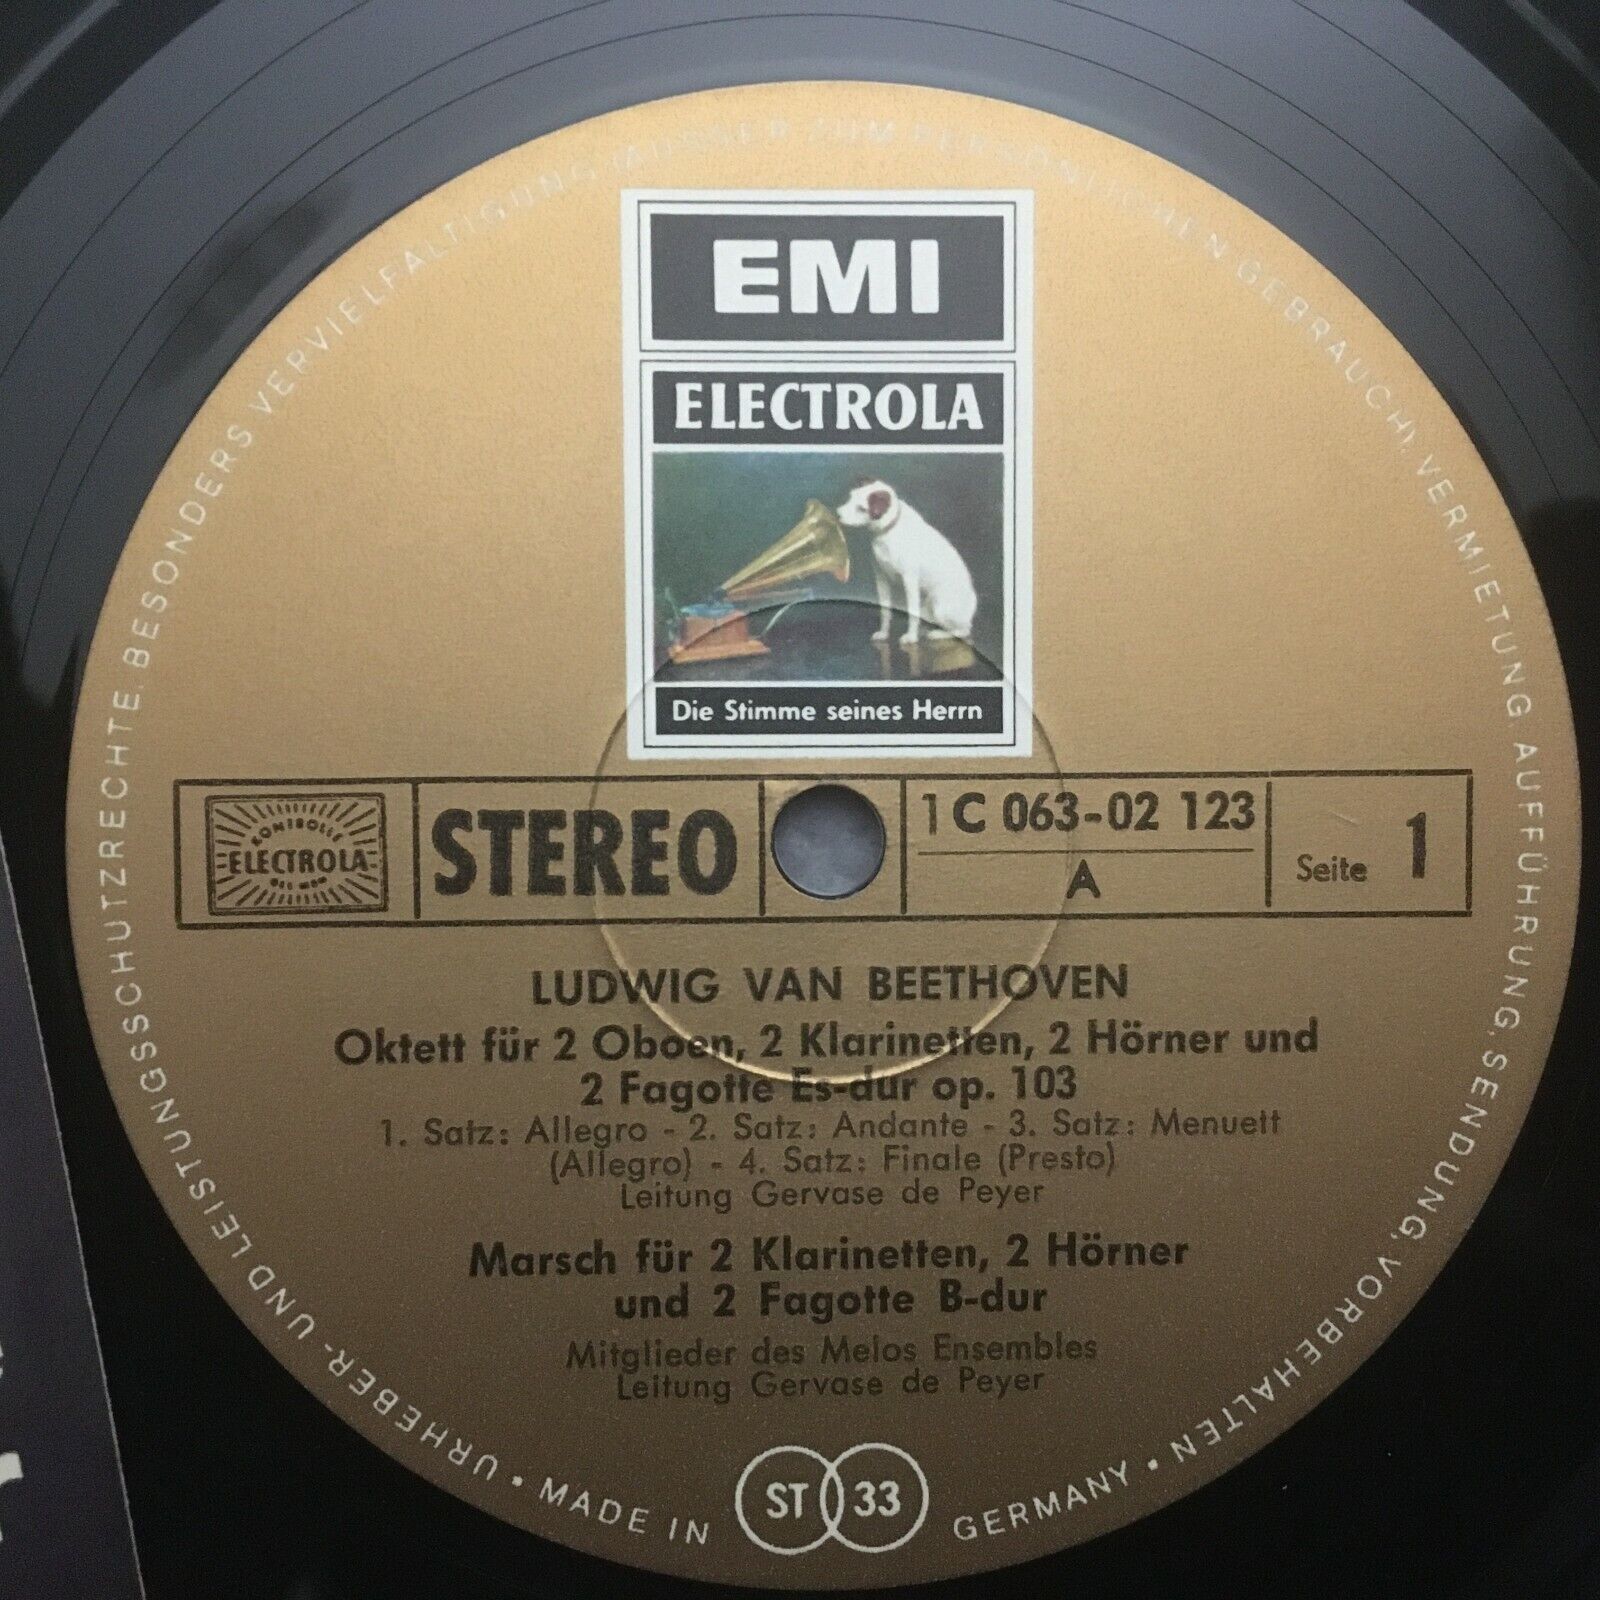 EMI
ELECTROLA
Die Stimme seines Herrn
KONTROLLE
ELECTROLA
STEREO
1 C 063-02 123
A
Seite 1
LUDWIG VAN BEETHOVEN
Oktett für 2 Oboen, 2 Klarinetten, 2 Hörner und
2 Fagotte Es-dur op. 103
1. Satz: Allegro - 2. Satz: Andante - 3. Satz: Menuett
(Allegro) - 4. Satz: Finale (Presto)
Leitung Gervase de Peyer
Marsch für 2 Klarinetten, 2 Hörner
und 2 Fagotte B-dur
Mitglieder des Melos Ensembles
Leitung Gervase de Peyer
URHEBER- UND LEISTUNGSSCHUTZRECHTE, BESONDERS VERVIELFÄLTIGUNG (AUSSER ZUM PERSÖNLICHEN GEBRAUCH), VERMIETUNG, AUFFÜHRUNG, SENDUNG, VORBEHALTEN •
• MADE IN ST 33 GERMANY